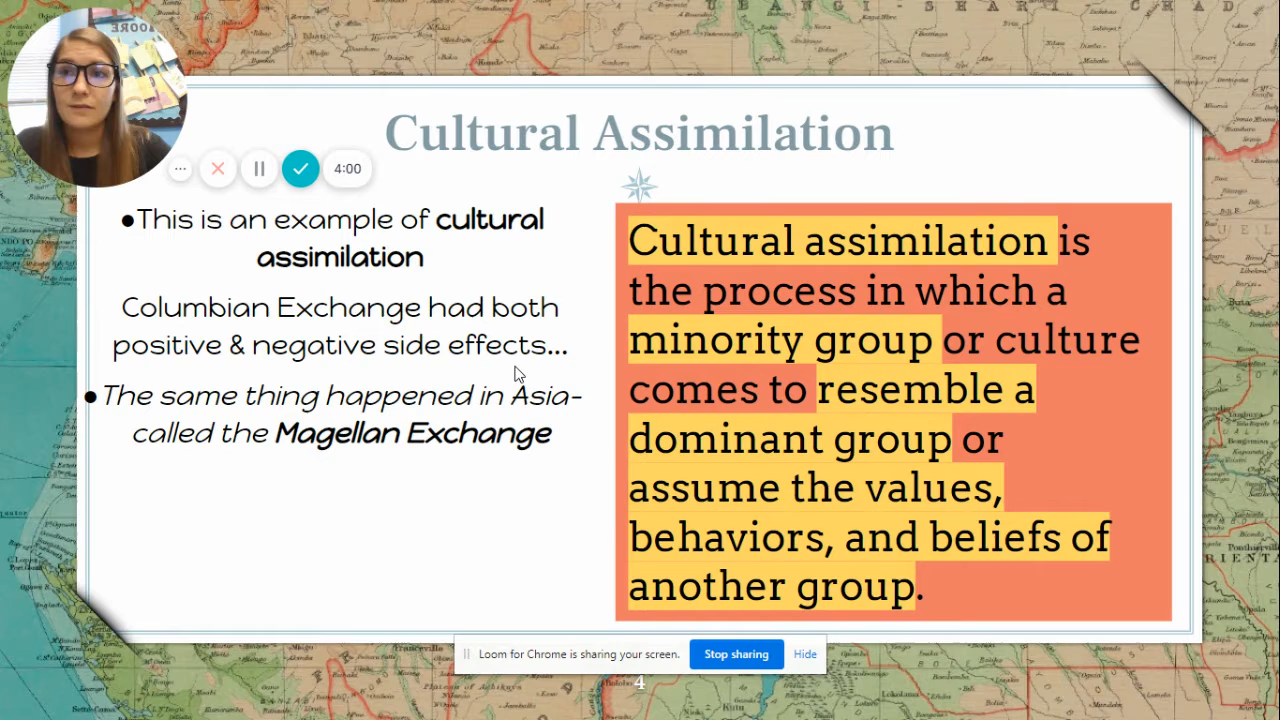 UBANGI-SHARI-CHAD
Cultural Assimilation
4:00
●This is an example of cultural
assimilation
Columbian Exchange had both
positive & negative side effects...
●The same thing happened in Asia-
called the Magellan Exchange
Cultural assimilation is
the process in which a
minority group or culture
comes to resemble a
dominant group or
assume the values,
behaviors, and beliefs of
another group.
Loom for Chrome is sharing your screen.
Stop sharing
Hide
4